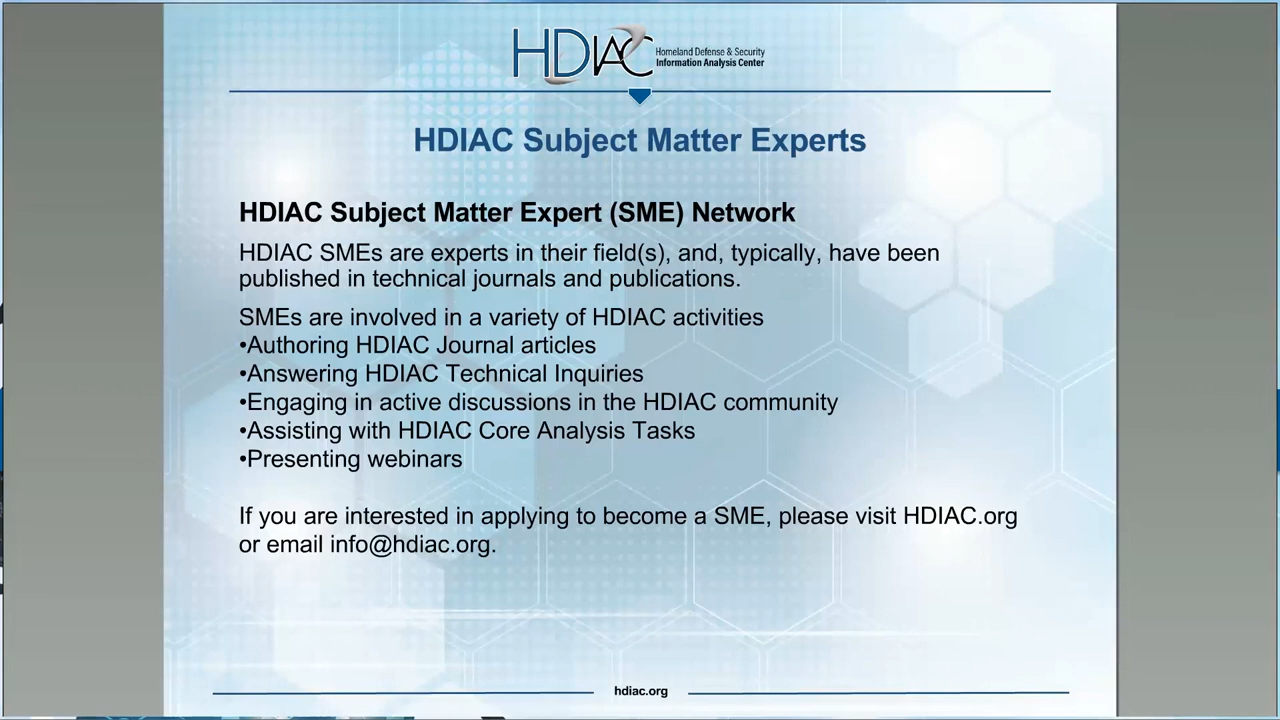 HDIAC
Homeland Defense & Security
Information Analysis Center
HDIAC Subject Matter Experts
HDIAC Subject Matter Expert (SME) Network
HDIAC SMEs are experts in their field(s), and, typically, have been
published in technical journals and publications.
SMEs are involved in a variety of HDIAC activities
•Authoring HDIAC Journal articles
•Answering HDIAC Technical Inquiries
•Engaging in active discussions in the HDIAC community
•Assisting with HDIAC Core Analysis Tasks
•Presenting webinars
If you are interested in applying to become a SME, please visit HDIAC.org
or email info@hdiac.org.
hdiac.org